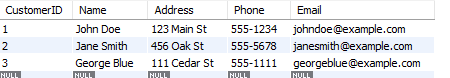 CustomerID Name Address Phone Email
1 John Doe 123 Main St 555-1234 johndoe@example.com
2 Jane Smith 456 Oak St 555-5678 janesmith@example.com
3 George Blue 111 Cedar St 555-1111 georgeblue@example.com
NULL NULL NULL NULL NULL